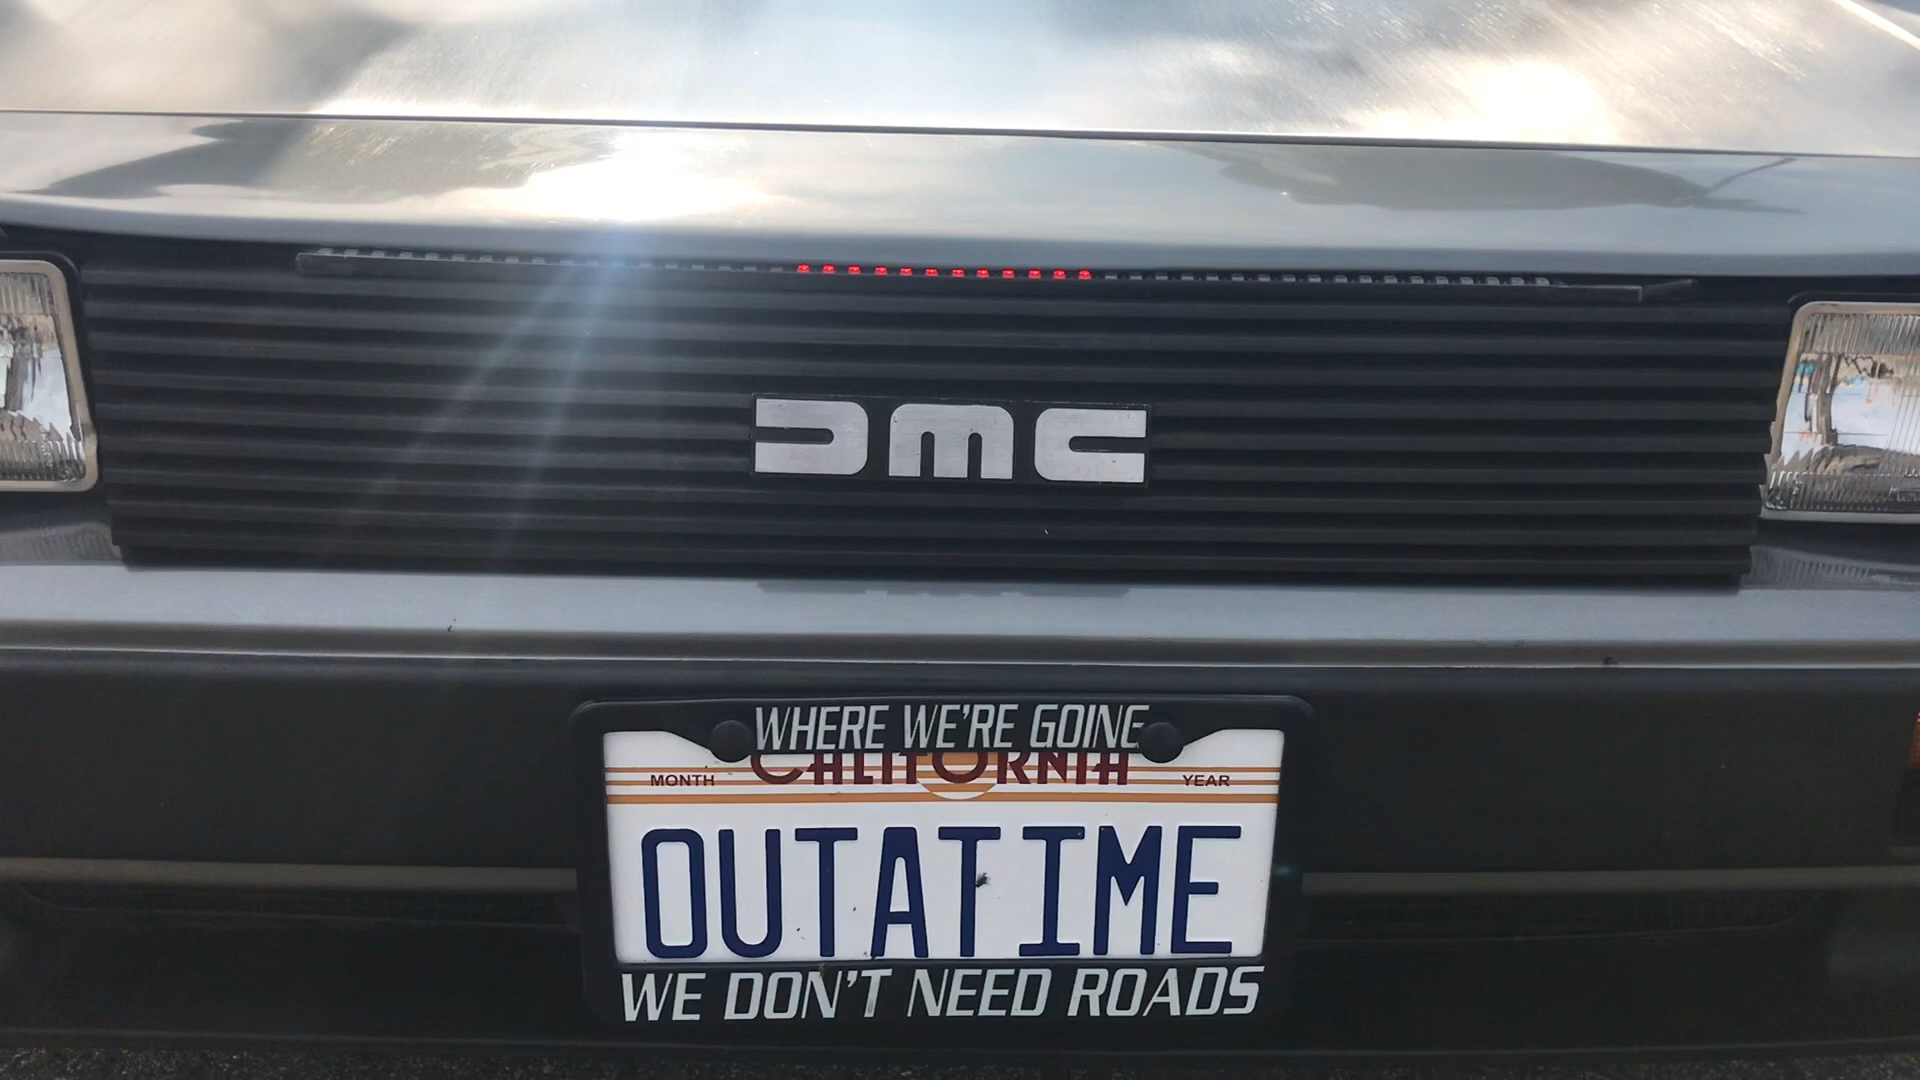 DMC
WHERE WE'RE GOING
CALIFORNIA
MONTH YEAR
OUTATIME
WE DON'T NEED ROADS